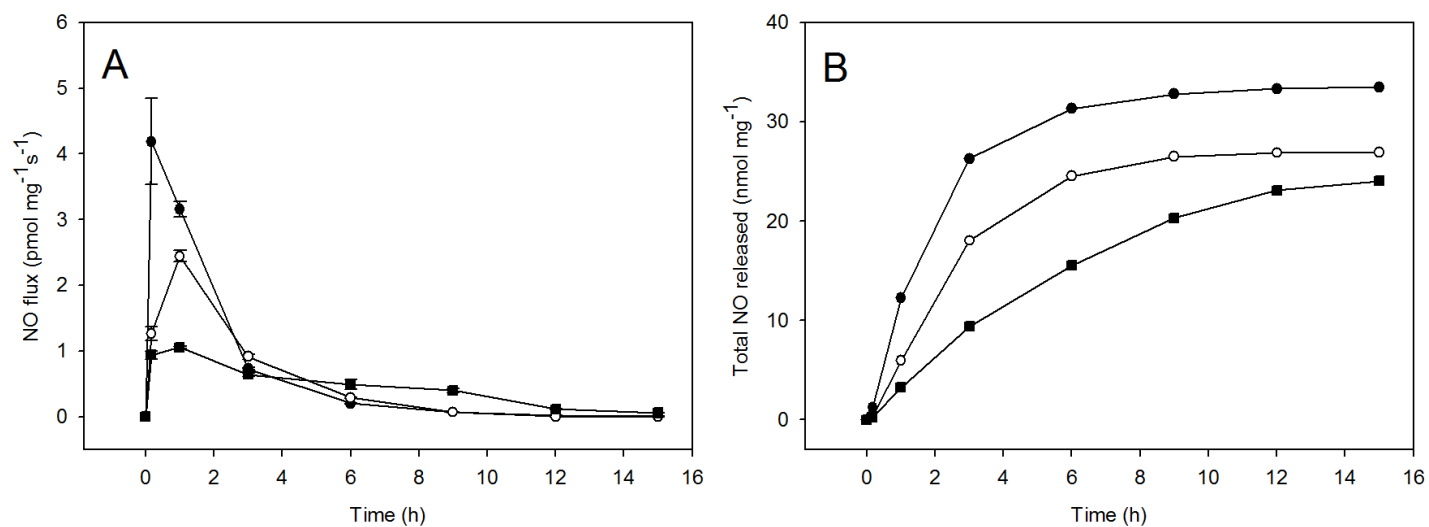 A
NO flux (pmol mg⁻¹s⁻¹)
6
5
4
3
2
1
0
0 2 4 6 8 10 12 14 16
Time (h)
B
Total NO released (nmol mg⁻¹)
40
30
20
10
0
0 2 4 6 8 10 12 14 16
Time (h)